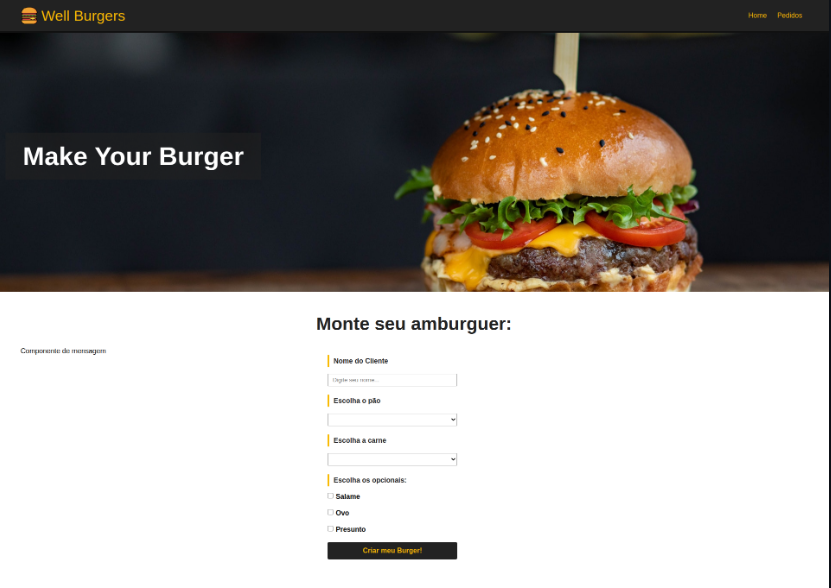 Well Burgers
Home Pedidos
Make Your Burger
Monte seu amburguer:
Componente de mensagem
Nome do Cliente
Digite seu nome...
Escolha o pão
Escolha a carne
Escolha os opcionais:
Salame
Ovo
Presunto
Criar meu Burger!